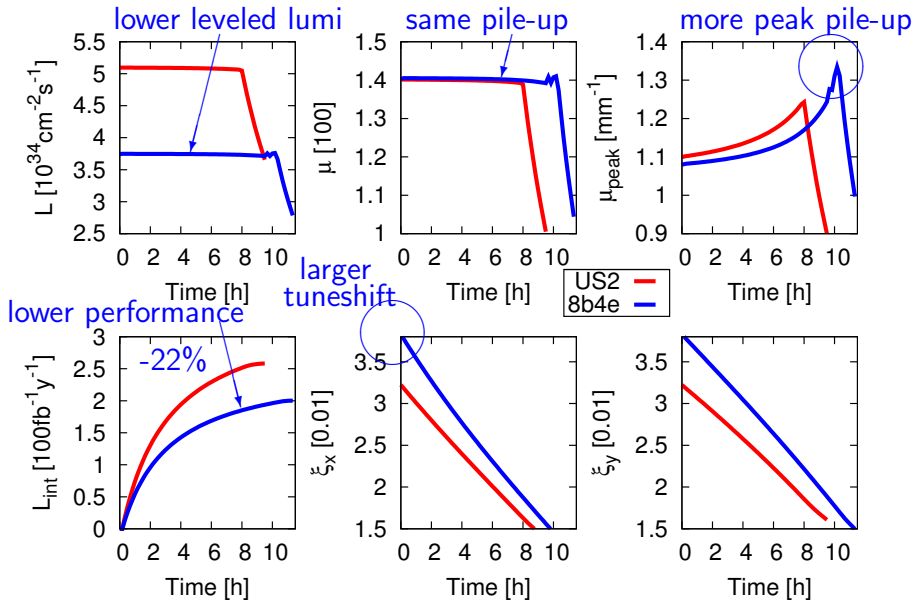 lower leveled lumi
same pile-up
more peak pile-up
5.5
5
4.5
4
3.5
3
2.5
L [10^34 cm^-2 s^-1]
0 2 4 6 8 10
Time [h]
1.5
1.4
1.3
1.2
1.1
1
μ [100]
0 2 4 6 8 10
Time [h]
1.4
1.3
1.2
1.1
1
0.9
μ_peak [mm^-1]
0 2 4 6 8 10
Time [h]
larger
tuneshift
US2
8b4e
lower performance
-22%
3
2.5
2
1.5
1
0.5
0
L_int [100fb^-1 y^-1]
0 2 4 6 8 10
Time [h]
3.5
3
2.5
2
1.5
ξ_x [0.01]
0 2 4 6 8 10
Time [h]
3.5
3
2.5
2
1.5
ξ_y [0.01]
0 2 4 6 8 10
Time [h]